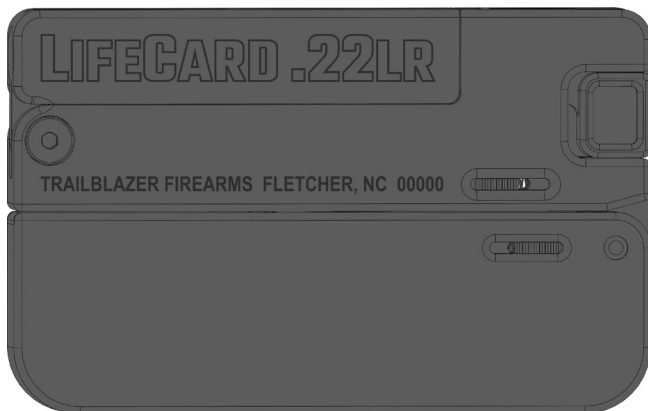 LIFECARD .22LR
TRAILBLAZER FIREARMS FLETCHER, NC 00000